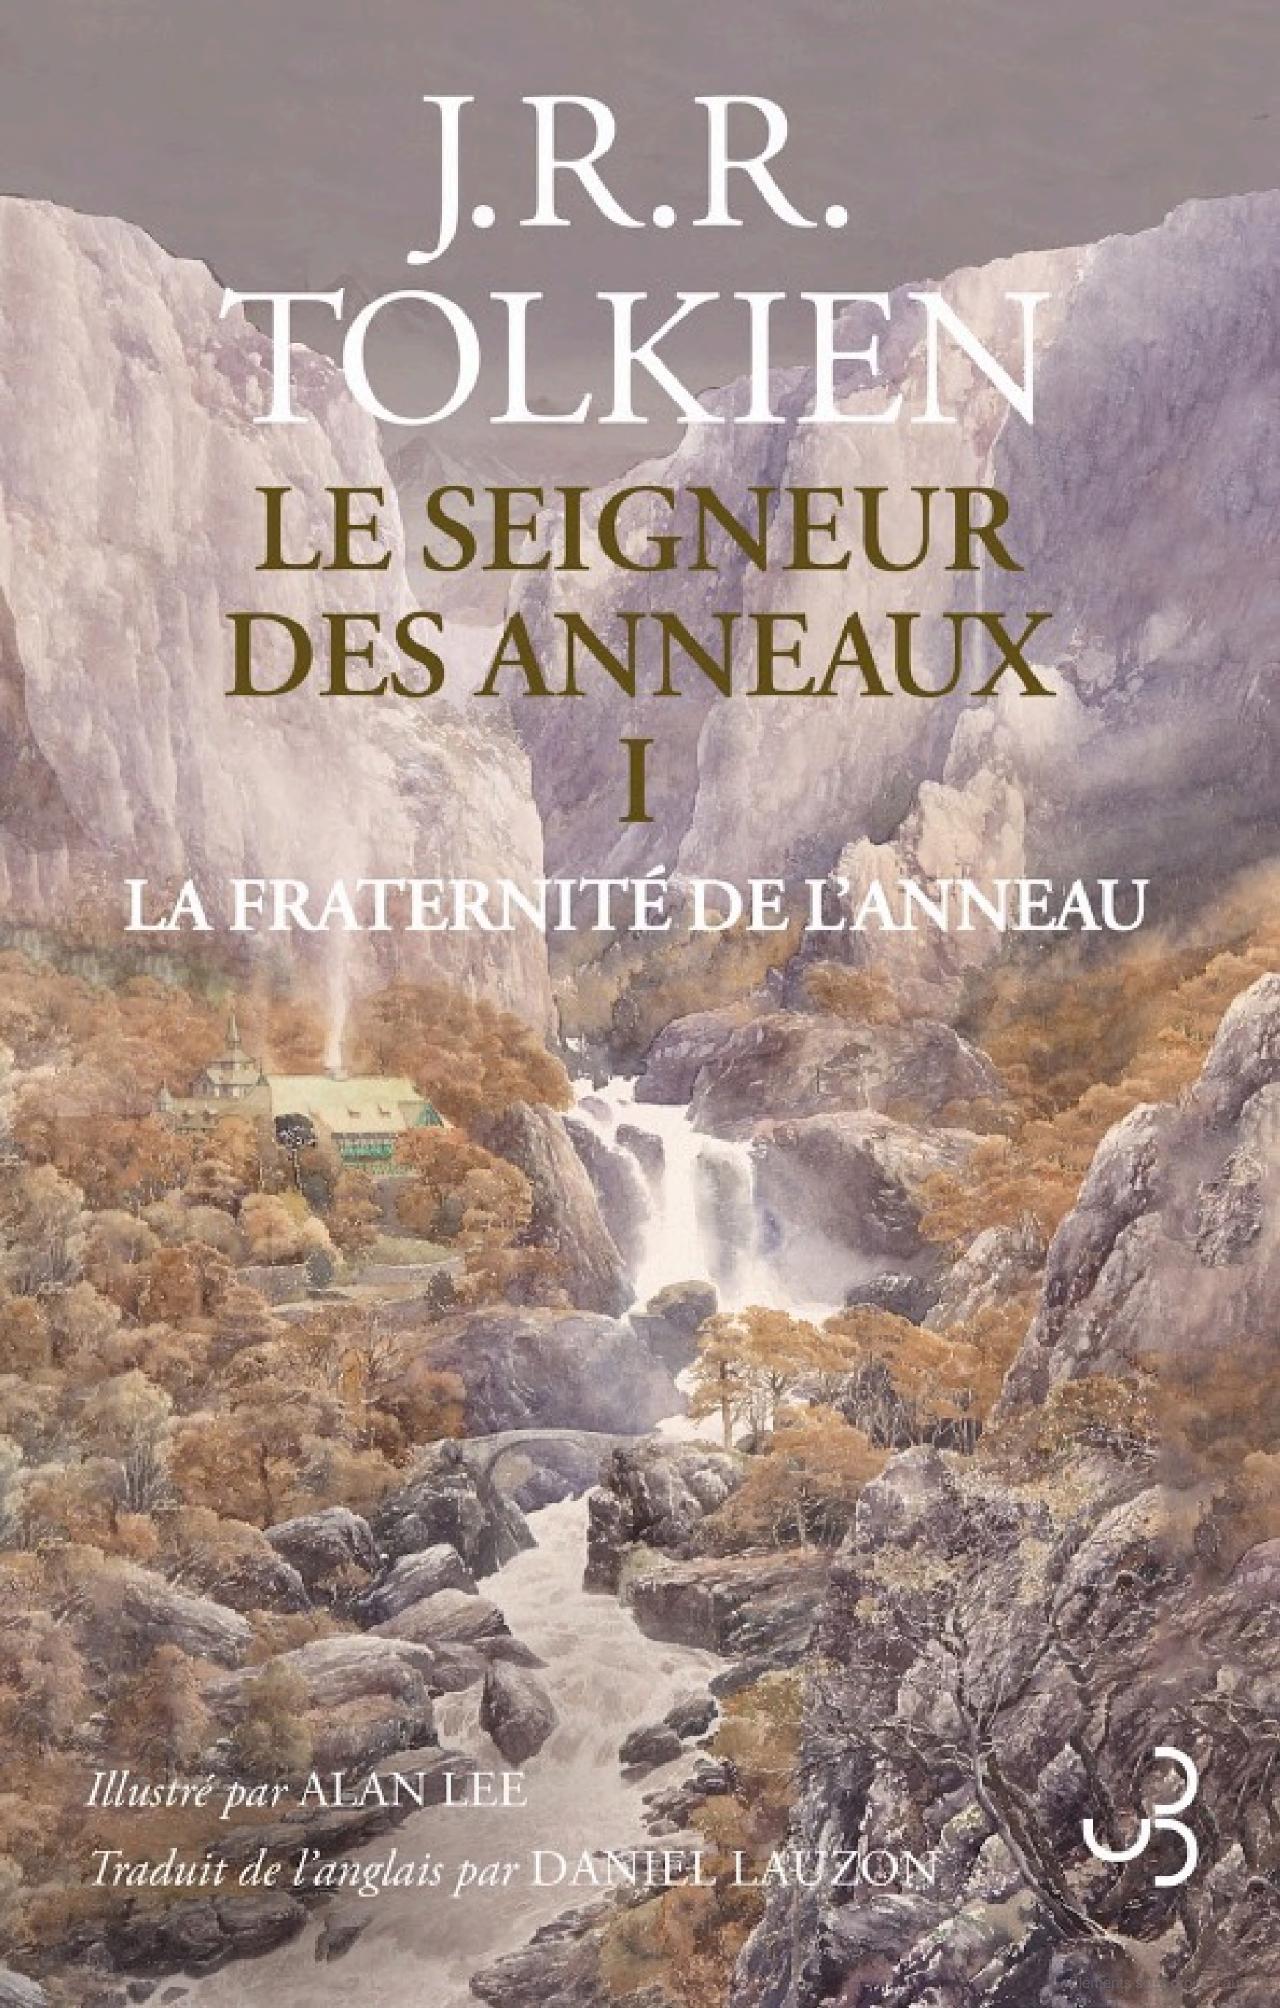 J.R.R.
TOLKIEN
LE SEIGNEUR
DES ANNEAUX
I
LA FRATERNITÉ DE L’ANNEAU
Illustré par ALAN LEE
Traduit de l’anglais par DANIEL LAUZON